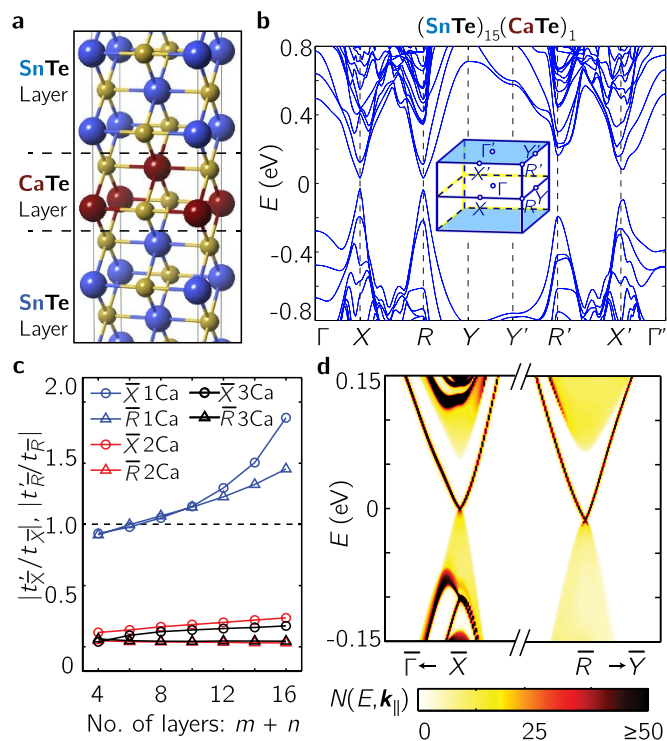 a
SnTe
Layer
CaTe
Layer
SnTe
Layer
b
(SnTe)₁₅(CaTe)₁
E (eV)
0.8
0.4
0
-0.4
-0.8
Γ X R Y Y' R' X' Γ''
Γ' Y'
X' R'
Γ
Y
X R
c
|t'X̅/tX̅|, |t'R̅/tR̅|
2.0
1.5
1.0
0.5
0
X̅ 1Ca
R̅ 1Ca
X̅ 2Ca
R̅ 2Ca
X̅ 3Ca
R̅ 3Ca
4 8 12 16
No. of layers: m + n
d
E (eV)
0.15
0
-0.15
Γ̅ ← X̅ R̅ → Y̅
N(E, k∥)
0 25 ≥50